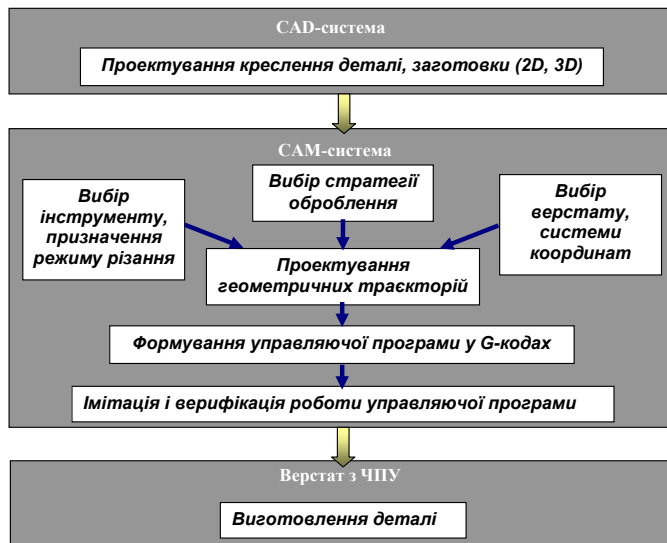 CAD-система
Проектування креслення деталі, заготовки (2D, 3D)
CAM-система
Вибір
інструменту,
призначення
режиму різання
Вибір стратегії
оброблення
Вибір
верстату,
системи
координат
Проектування
геометричних траєкторій
Формування управляючої програми у G-кодах
Імітація і верифікація роботи управляючої програми
Верстат з ЧПУ
Виготовлення деталі